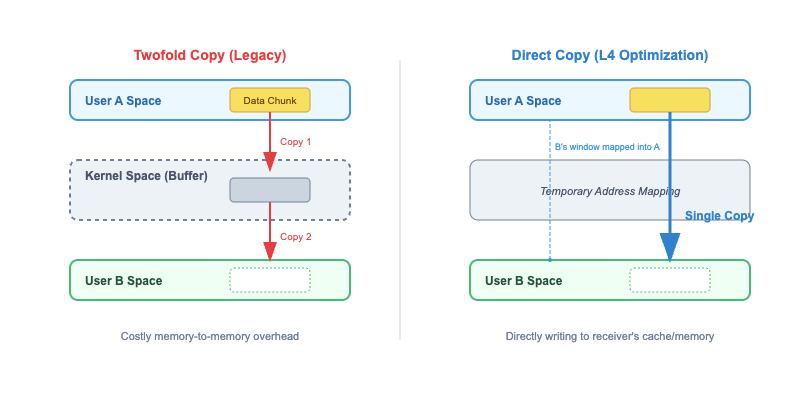 Twofold Copy (Legacy)
User A Space
Data Chunk
Copy 1
Kernel Space (Buffer)
Copy 2
User B Space
Costly memory-to-memory overhead
Direct Copy (L4 Optimization)
User A Space
B's window mapped into A
Temporary Address Mapping
Single Copy
User B Space
Directly writing to receiver's cache/memory